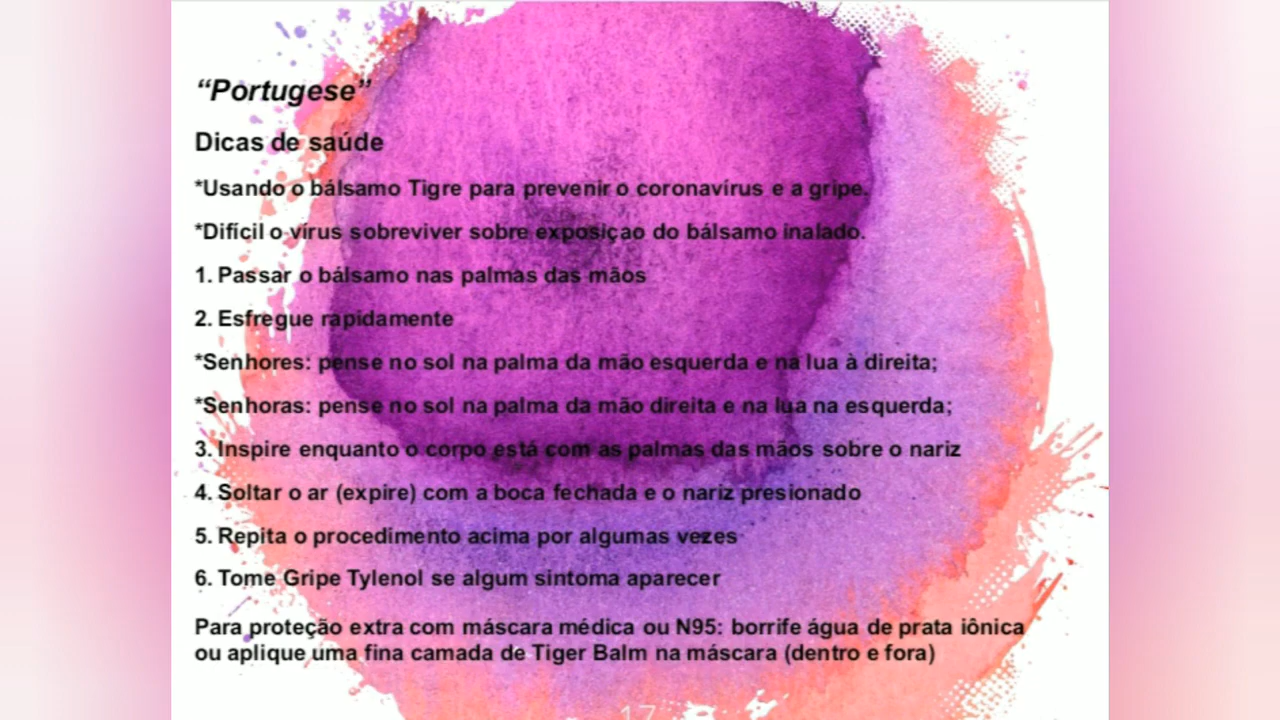 “Portugese”
Dicas de saúde
*Usando o bálsamo Tigre para prevenir o coronavírus e a gripe.
*Difícil o vírus sobreviver sobre exposiçao do bálsamo inalado.
1. Passar o bálsamo nas palmas das mãos
2. Esfregue rapidamente
*Senhores: pense no sol na palma da mão esquerda e na lua à direita;
*Senhoras: pense no sol na palma da mão direita e na lua na esquerda;
3. Inspire enquanto o corpo está com as palmas das mãos sobre o nariz
4. Soltar o ar (expire) com a boca fechada e o nariz presionado
5. Repita o procedimento acima por algumas vezes
6. Tome Gripe Tylenol se algum sintoma aparecer
Para proteção extra com máscara médica ou N95: borrife água de prata iônica
ou aplique uma fina camada de Tiger Balm na máscara (dentro e fora)
17